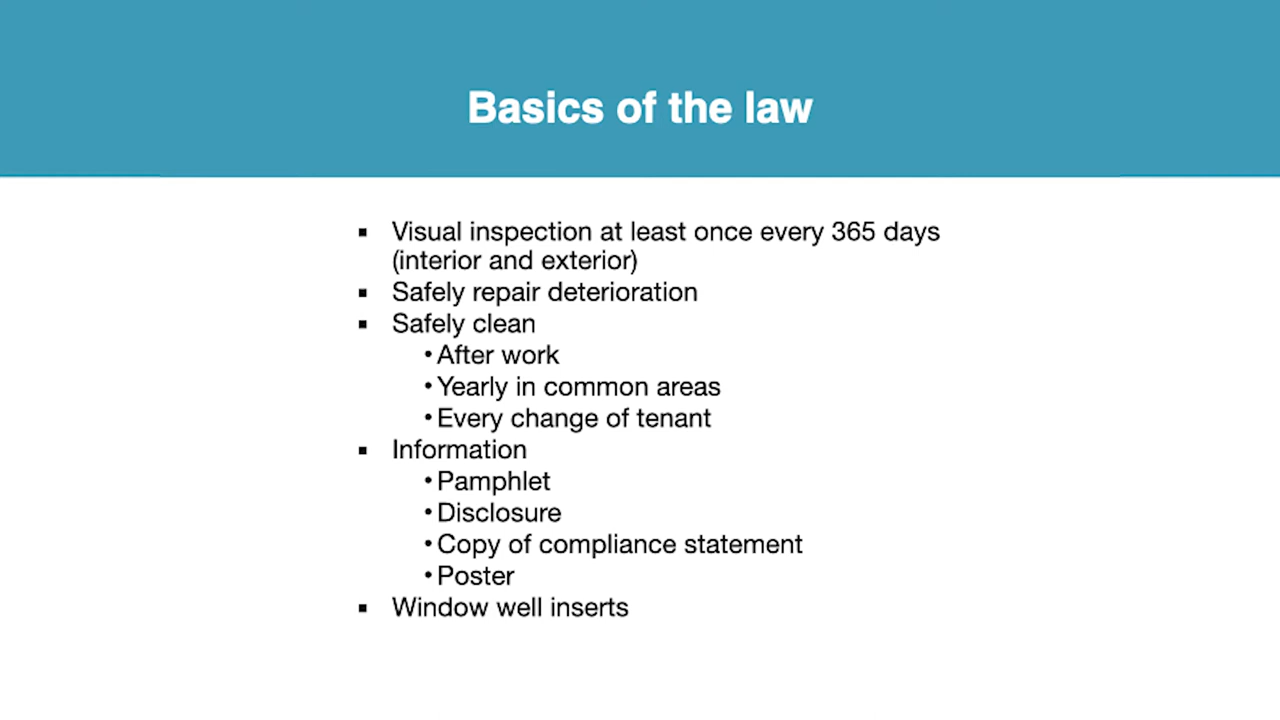 Basics of the law
▪ Visual inspection at least once every 365 days
(interior and exterior)
▪ Safely repair deterioration
▪ Safely clean
• After work
• Yearly in common areas
• Every change of tenant
▪ Information
• Pamphlet
• Disclosure
• Copy of compliance statement
• Poster
▪ Window well inserts